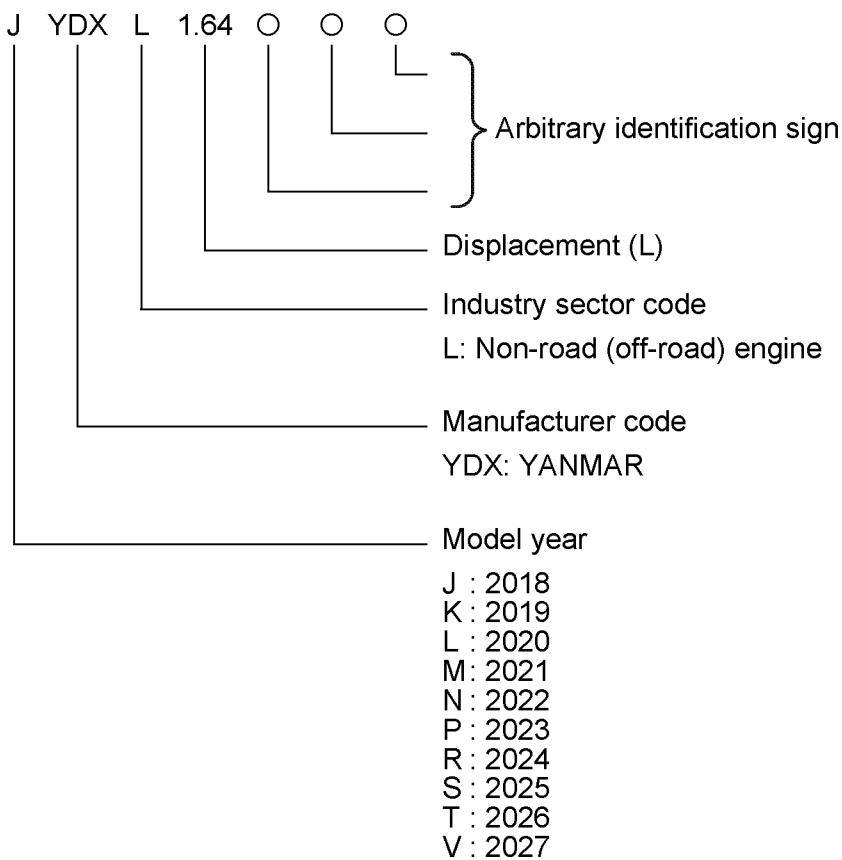 J YDX L 1.64 ○ ○ ○
Arbitrary identification sign
Displacement (L)
Industry sector code
L: Non-road (off-road) engine
Manufacturer code
YDX: YANMAR
Model year
J : 2018
K : 2019
L : 2020
M : 2021
N : 2022
P : 2023
R : 2024
S : 2025
T : 2026
V : 2027